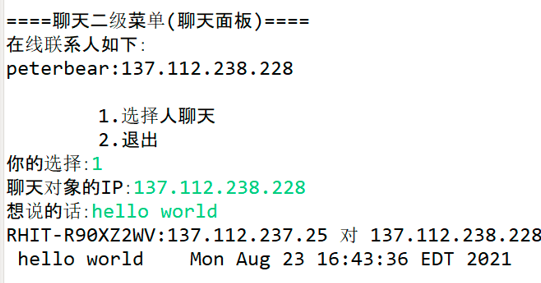 ====聊天二级菜单(聊天面板)====
在线联系人如下:
peterbear:137.112.238.228
1.选择人聊天
2.退出
你的选择:1
聊天对象的IP:137.112.238.228
想说的话:hello world
RHIT-R90XZ2WV:137.112.237.25 对 137.112.238.228
hello world    Mon Aug 23 16:43:36 EDT 2021